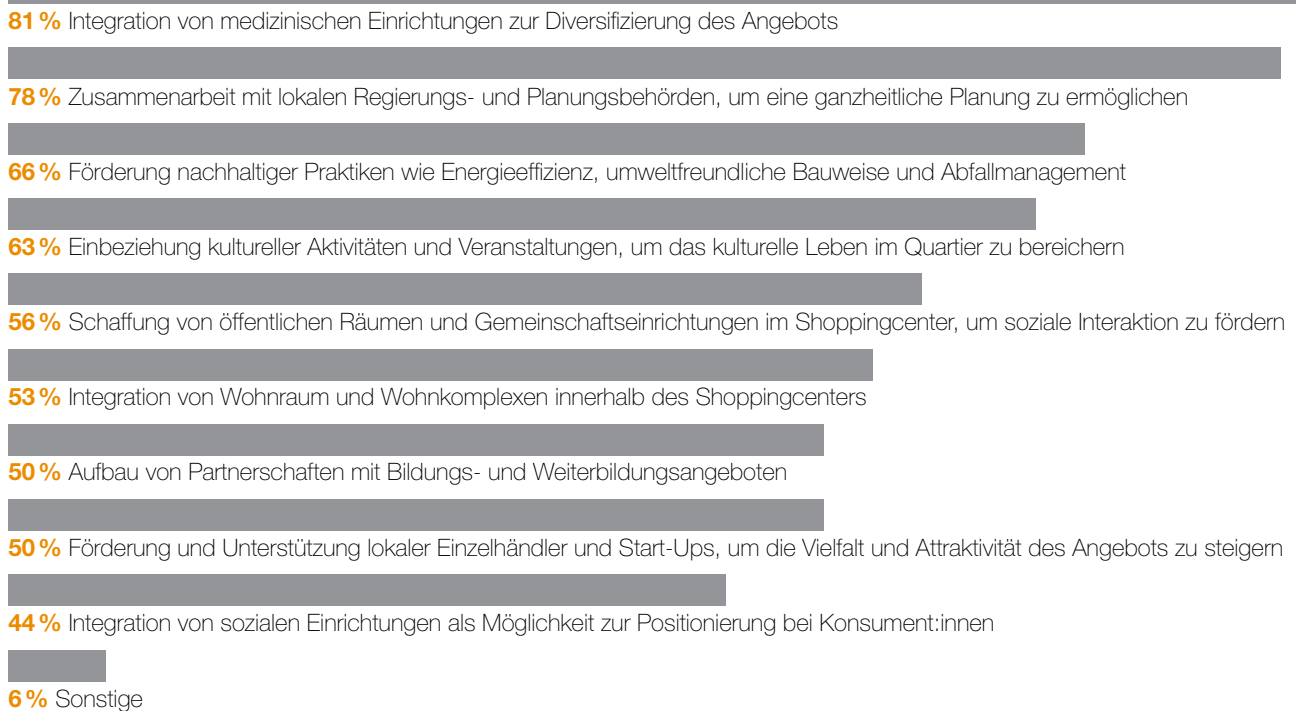 81 % Integration von medizinischen Einrichtungen zur Diversifizierung des Angebots
78 % Zusammenarbeit mit lokalen Regierungs- und Planungsbehörden, um eine ganzheitliche Planung zu ermöglichen
66 % Förderung nachhaltiger Praktiken wie Energieeffizienz, umweltfreundliche Bauweise und Abfallmanagement
63 % Einbeziehung kultureller Aktivitäten und Veranstaltungen, um das kulturelle Leben im Quartier zu bereichern
56 % Schaffung von öffentlichen Räumen und Gemeinschaftseinrichtungen im Shoppingcenter, um soziale Interaktion zu fördern
53 % Integration von Wohnraum und Wohnkomplexen innerhalb des Shoppingcenters
50 % Aufbau von Partnerschaften mit Bildungs- und Weiterbildungsangeboten
50 % Förderung und Unterstützung lokaler Einzelhändler und Start-Ups, um die Vielfalt und Attraktivität des Angebots zu steigern
44 % Integration von sozialen Einrichtungen als Möglichkeit zur Positionierung bei Konsument:innen
6 % Sonstige